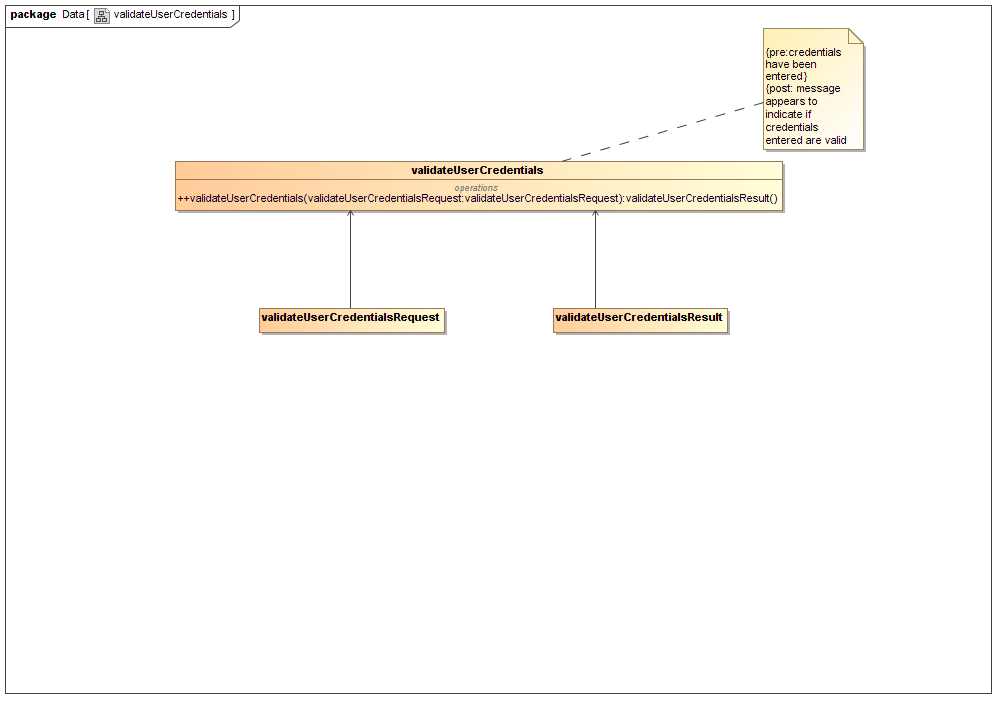 package Data[ validateUserCredentials ]
{pre:credentials
have been
entered}
{post: message
appears to
indicate if
credentials
entered are valid
validateUserCredentials
operations
++validateUserCredentials(validateUserCredentialsRequest:validateUserCredentialsRequest):validateUserCredentialsResult()
validateUserCredentialsRequest
validateUserCredentialsResult